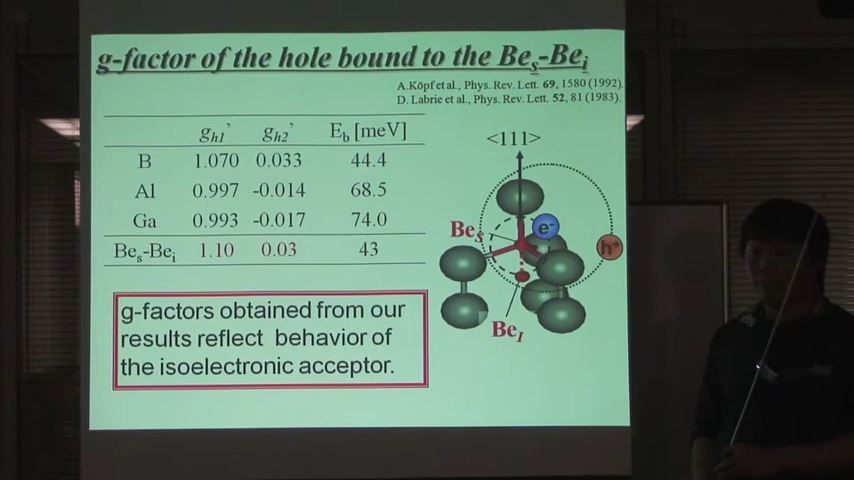 g-factor of the hole bound to the Beₛ-Beᵢ
A.Köpf et al., Phys. Rev. Lett. 69, 1580 (1992).
D. Labrie et al., Phys. Rev. Lett. 52, 81 (1983).
gₕ₁' gₕ₂' E_b [meV]
B 1.070 0.033 44.4
Al 0.997 -0.014 68.5
Ga 0.993 -0.017 74.0
Beₛ-Beᵢ 1.10 0.03 43
<111>
Beₛ
e⁻
h⁺
Be_I
g-factors obtained from our
results reflect behavior of
the isoelectronic acceptor.